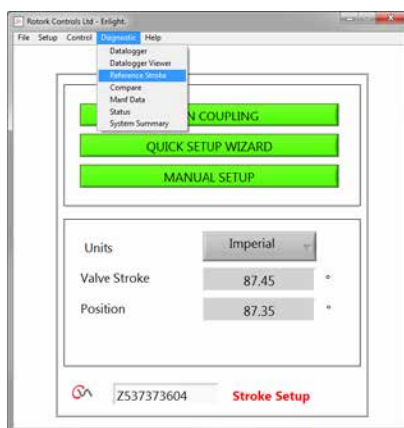 Rotork Controls Ltd - Enlight.
File Setup Control Diagnostic Help
Datalogger
Datalogger Viewer
Reference Stroke
Compare
Manf Data
Status
System Summary
N COUPLING
QUICK SETUP WIZARD
MANUAL SETUP
Units Imperial
Valve Stroke 87.45 °
Position 87.35 °
Z537373604 Stroke Setup